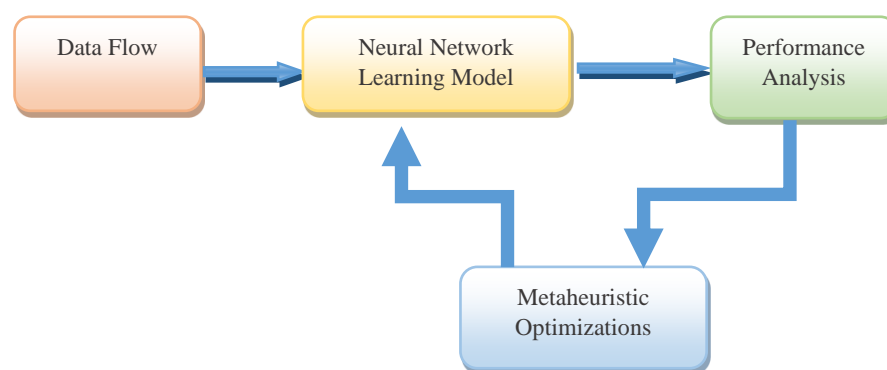 Data Flow
Neural Network
Learning Model
Performance
Analysis
Metaheuristic
Optimizations